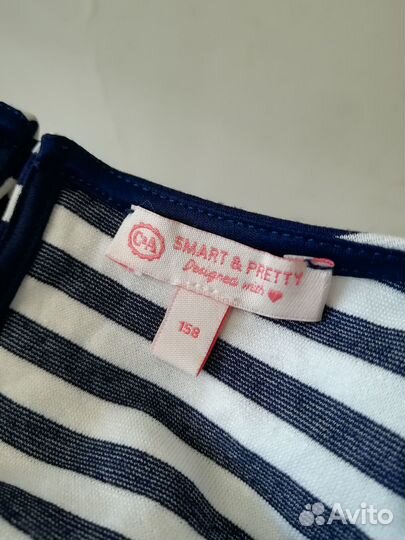 C&A
SMART & PRETTY
Designed with
158
Avito